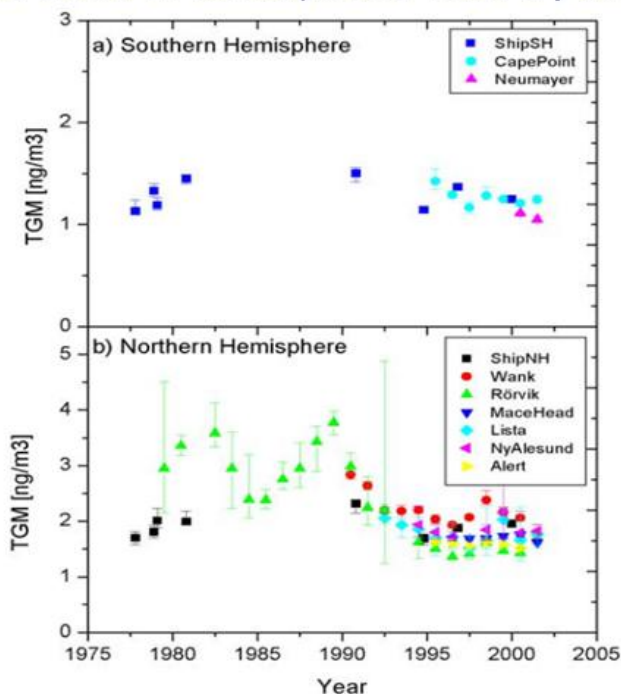 a) Southern Hemisphere
ShipSH
CapePoint
Neumayer
TGM [ng/m3]
3
2
1
0
b) Northern Hemisphere
ShipNH
Wank
Rörvik
MaceHead
Lista
NyAlesund
Alert
TGM [ng/m3]
5
4
3
2
1
0
1975 1980 1985 1990 1995 2000 2005
Year